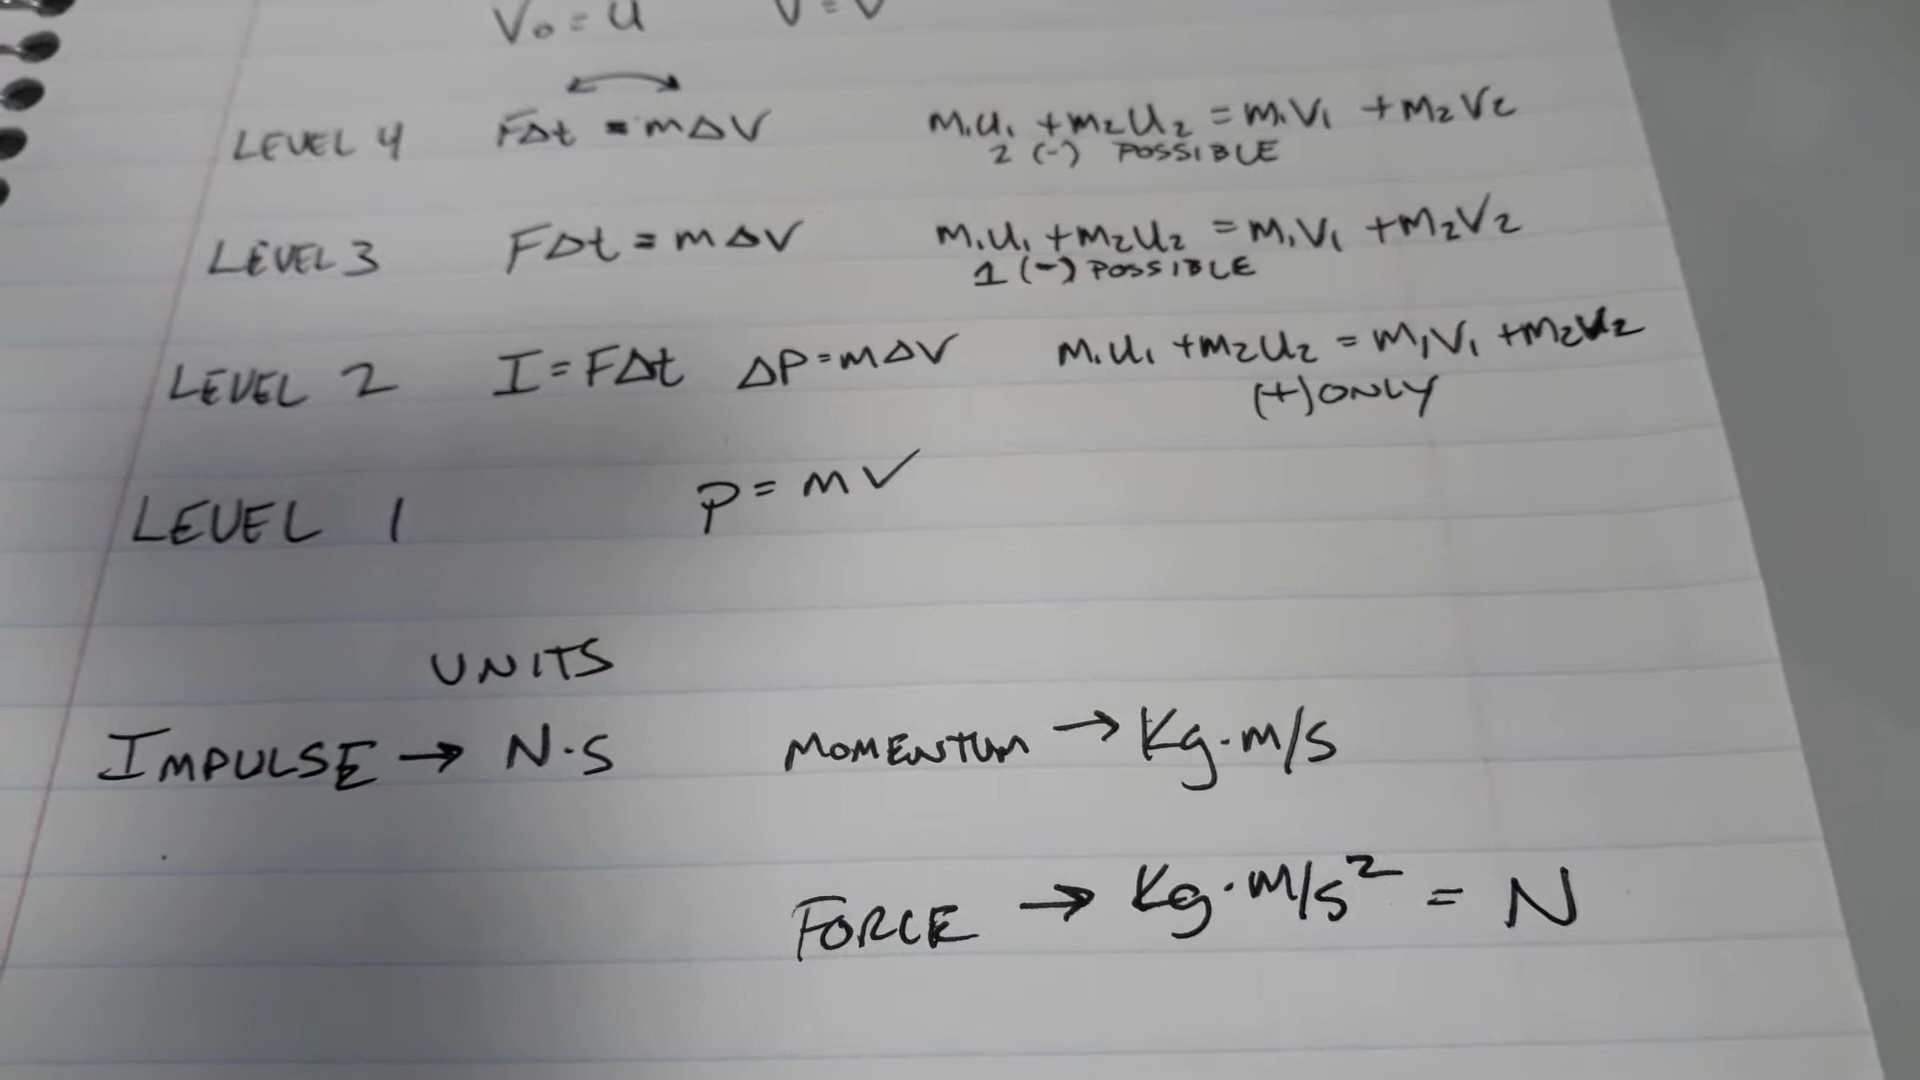 V₀ = u V = V
LEVEL 4 FΔt = mΔV m₁u₁ + m₂u₂ = m₁V₁ + m₂V₂
2 (-) POSSIBLE
LEVEL 3 FΔt = mΔV m₁u₁ + m₂u₂ = m₁V₁ + m₂V₂
1 (-) POSSIBLE
LEVEL 2 I = FΔt ΔP = mΔV m₁u₁ + m₂u₂ = m₁V₁ + m₂V₂
(+) ONLY
LEVEL 1 P = mV
UNITS
IMPULSE → N·S MOMENTUM → Kg·m/s
FORCE → Kg·m/s² = N